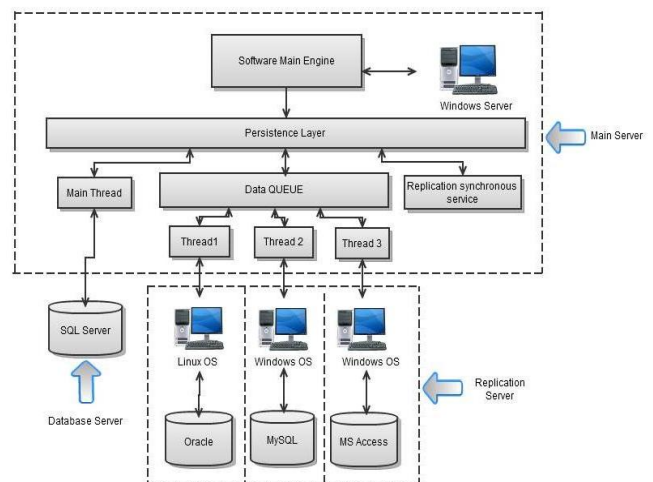 Software Main Engine
Windows Server
Persistence Layer
Main Server
Main Thread
Data QUEUE
Replication synchronous
service
Thread1
Thread 2
Thread 3
SQL Server
Linux OS
Windows OS
Windows OS
Replication
Server
Database Server
Oracle
MySQL
MS Access